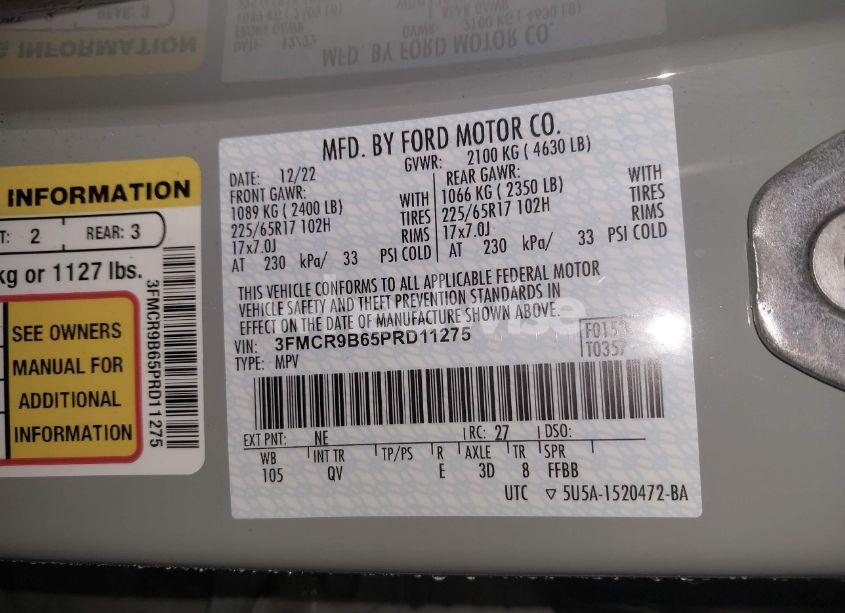 MFD. BY FORD MOTOR CO.
DATE: 12/22
GVWR: 2100 KG ( 4630 LB)
FRONT GAWR:
1089 KG ( 2400 LB) WITH
225/65R17 102H TIRES
17x7.0J RIMS
AT 230 kPa/ 33 PSI COLD
REAR GAWR:
1066 KG ( 2350 LB) WITH
225/65R17 102H TIRES
17x7.0J RIMS
AT 230 kPa/ 33 PSI COLD
THIS VEHICLE CONFORMS TO ALL APPLICABLE FEDERAL MOTOR
VEHICLE SAFETY AND THEFT PREVENTION STANDARDS IN
EFFECT ON THE DATE OF MANUFACTURE SHOWN ABOVE.
VIN: 3FMCR9B65PRD11275
TYPE: MPV
EXT PNT: NE RC: 27 DSO:
WB INT TR TP/PS R AXLE TR SPR
105 QV E 3D 8 FFBB
UTC ▽ 5U5A-1520472-BA
INFORMATION
2 REAR: 3
kg or 1127 lbs.
SEE OWNERS
MANUAL FOR
ADDITIONAL
INFORMATION
3FMCR9B65PRD11275